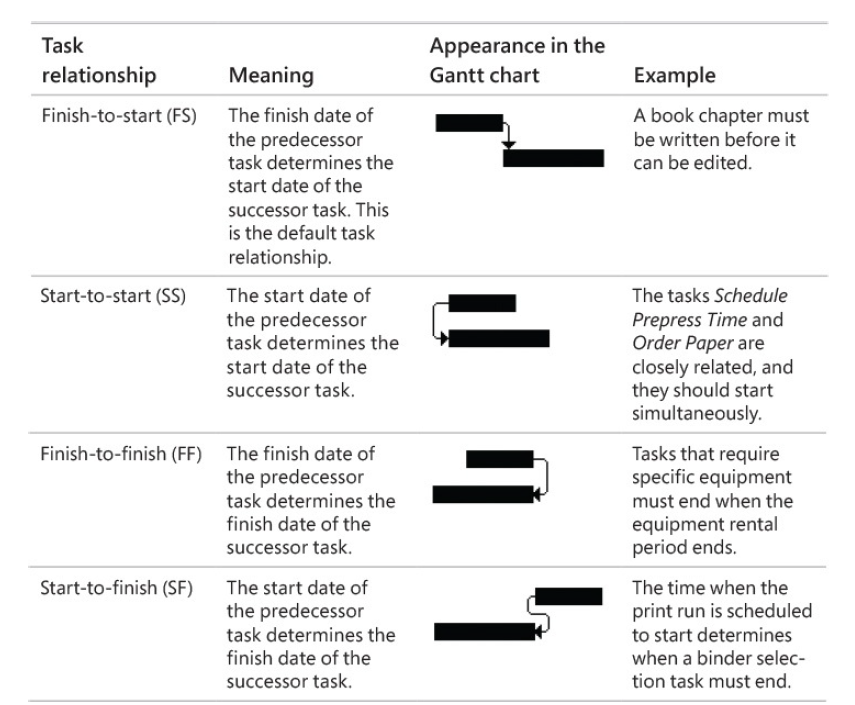 Task
relationship
Meaning
Appearance in the
Gantt chart
Example
Finish-to-start (FS)
The finish date of
the predecessor
task determines the
start date of the
successor task. This
is the default task
relationship.
A book chapter must
be written before it
can be edited.
Start-to-start (SS)
The start date of
the predecessor
task determines the
start date of the
successor task.
The tasks Schedule
Prepress Time and
Order Paper are
closely related, and
they should start
simultaneously.
Finish-to-finish (FF)
The finish date of
the predecessor
task determines the
finish date of the
successor task.
Tasks that require
specific equipment
must end when the
equipment rental
period ends.
Start-to-finish (SF)
The start date of
the predecessor
task determines the
finish date of the
successor task.
The time when the
print run is scheduled
to start determines
when a binder selec-
tion task must end.